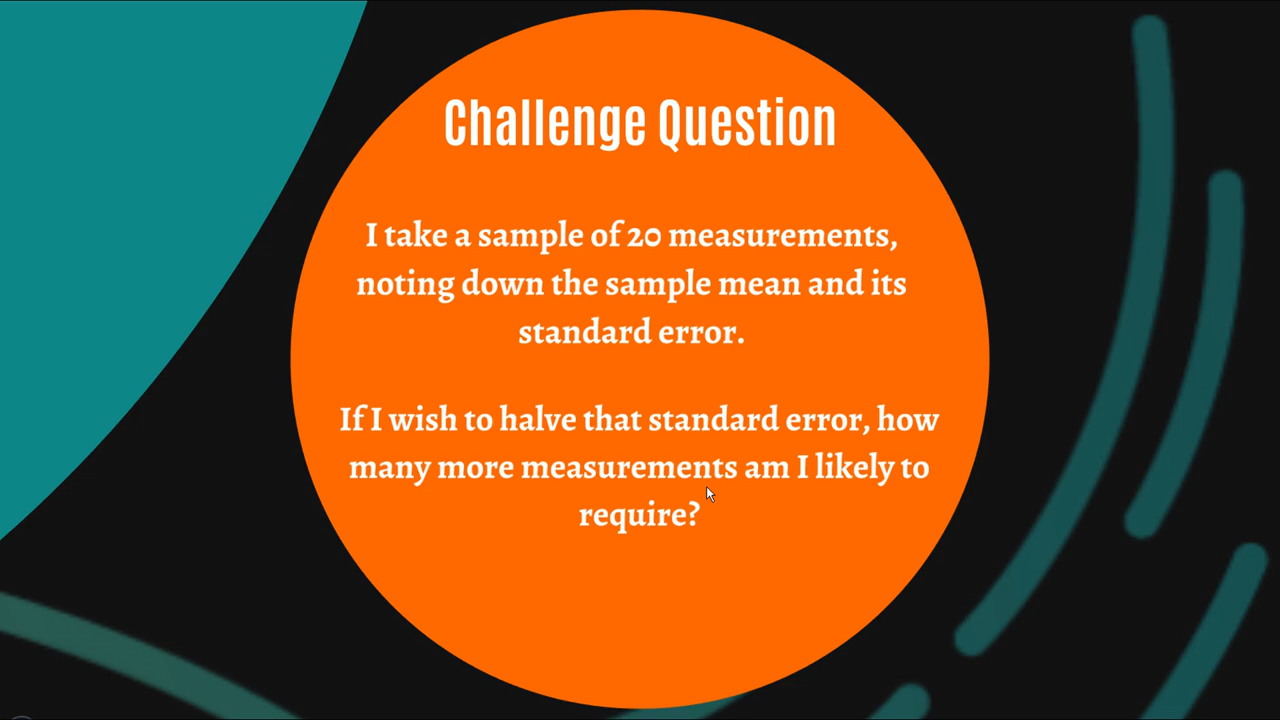 Challenge Question
I take a sample of 20 measurements,
noting down the sample mean and its
standard error.
If I wish to halve that standard error, how
many more measurements am I likely to
require?